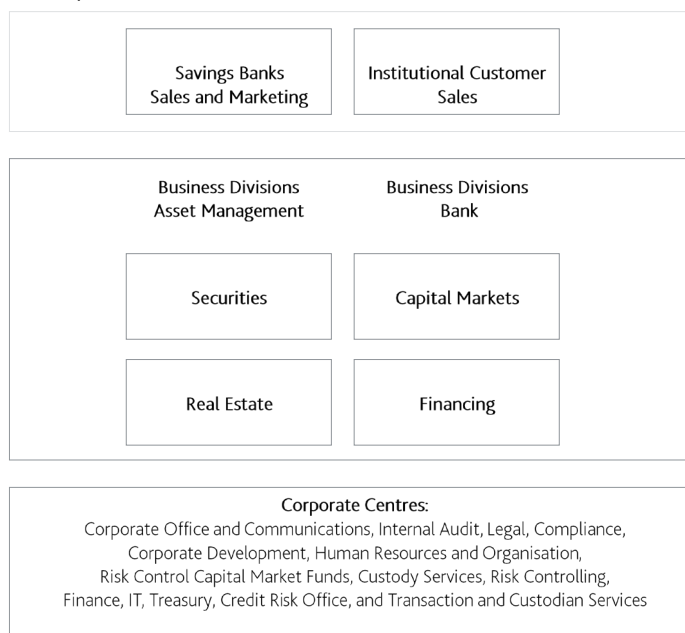 Savings Banks
Sales and Marketing
Institutional Customer
Sales
Business Divisions
Asset Management
Business Divisions
Bank
Securities
Capital Markets
Real Estate
Financing
Corporate Centres:
Corporate Office and Communications, Internal Audit, Legal, Compliance,
Corporate Development, Human Resources and Organisation,
Risk Control Capital Market Funds, Custody Services, Risk Controlling,
Finance, IT, Treasury, Credit Risk Office, and Transaction and Custodian Services